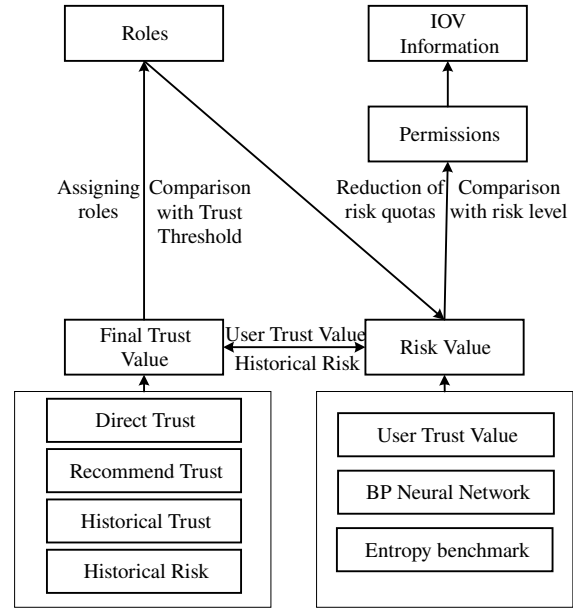 Roles
IOV
Information
Permissions
Assigning
roles
Comparison
with Trust
Threshold
Reduction of
risk quotas
Comparison
with risk level
Final Trust
Value
User Trust Value
Historical Risk
Risk Value
Direct Trust
Recommend Trust
Historical Trust
Historical Risk
User Trust Value
BP Neural Network
Entropy benchmark